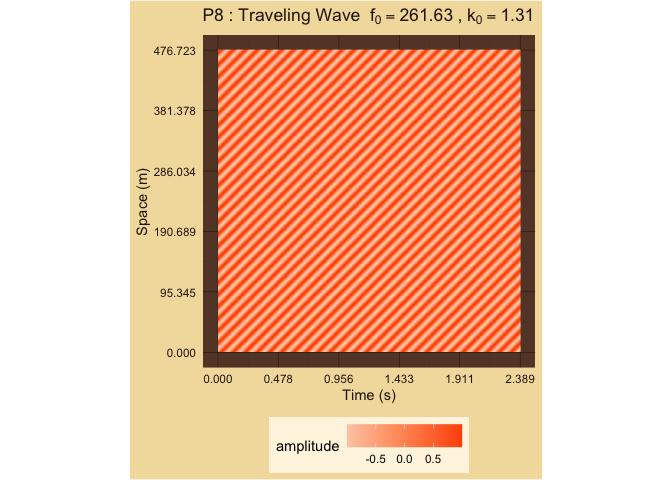 P8 : Traveling Wave f₀ = 261.63 , k₀ = 1.31
Space (m)
476.723
381.378
286.034
190.689
95.345
0.000
0.000 0.478 0.956 1.433 1.911 2.389
Time (s)
amplitude
-0.5 0.0 0.5